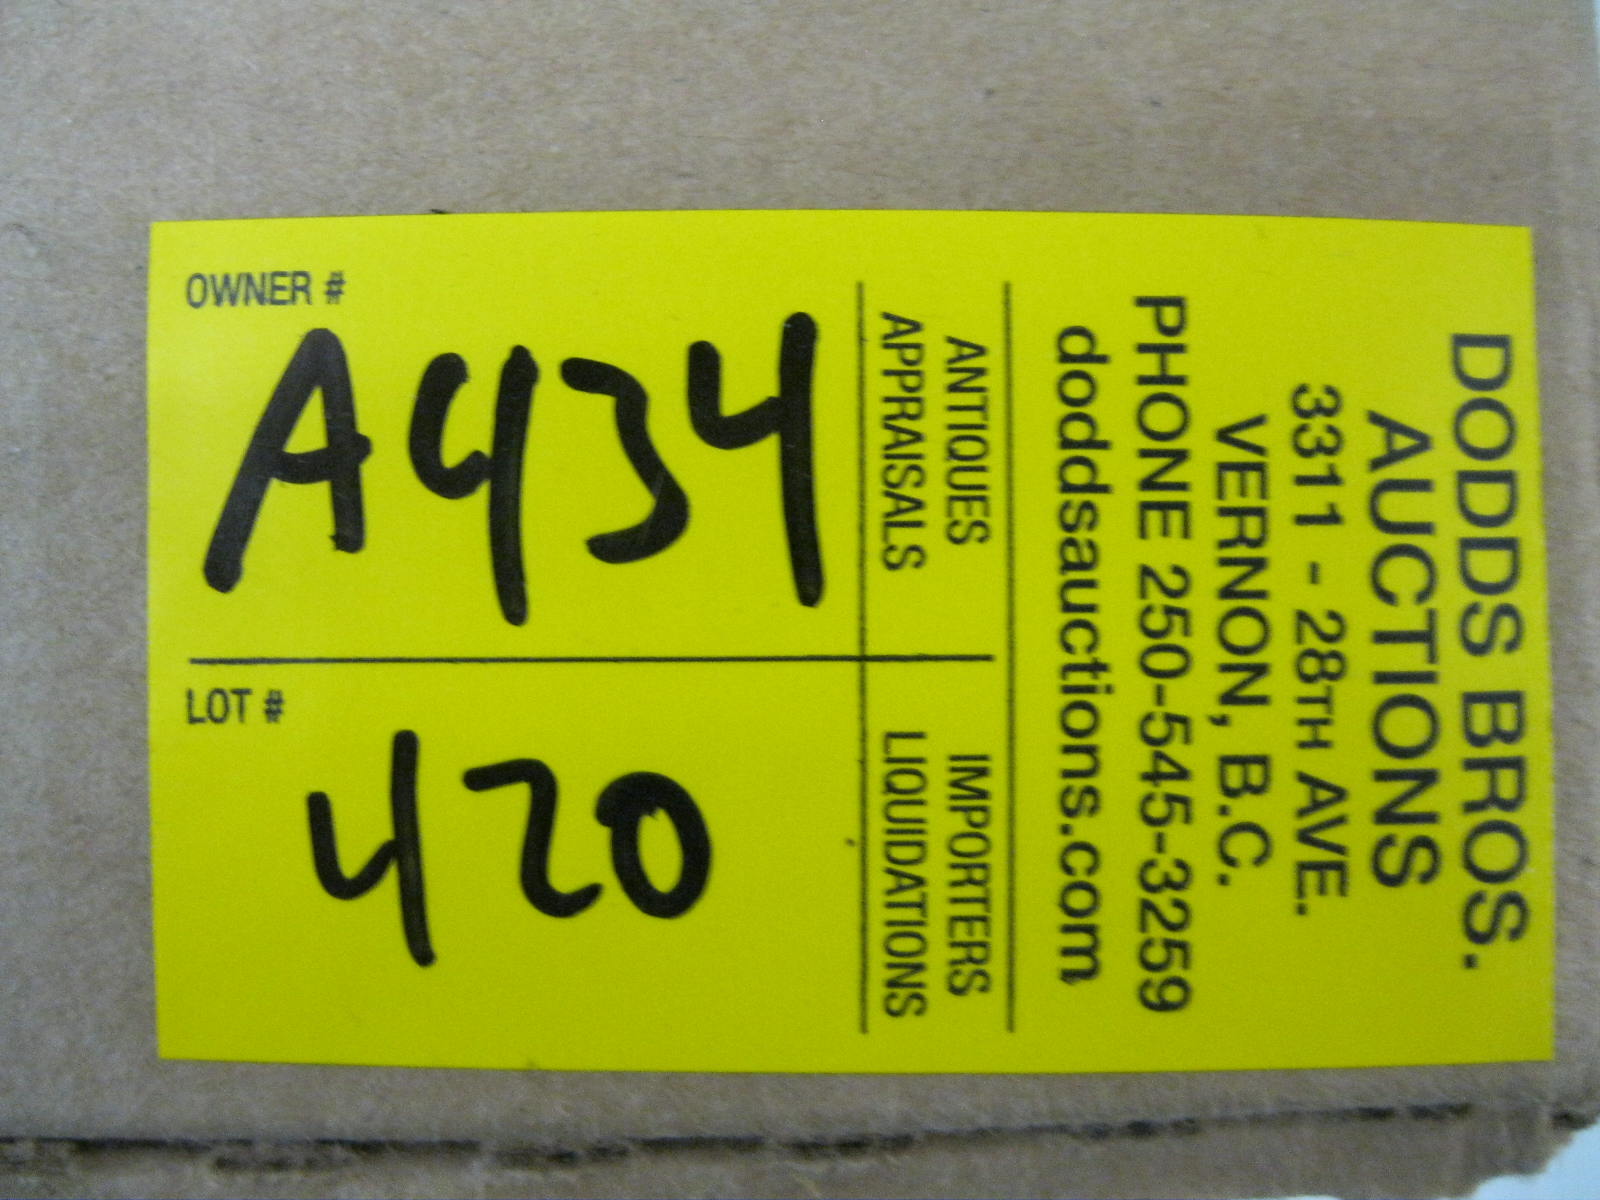 OWNER #
A934
LOT #
420
DODDS BROS.
AUCTIONS
3311 - 28TH AVE.
VERNON, B.C.
PHONE 250-545-3259
doddsauctions.com
ANTIQUES
APPRAISALS
IMPORTERS
LIQUIDATIONS